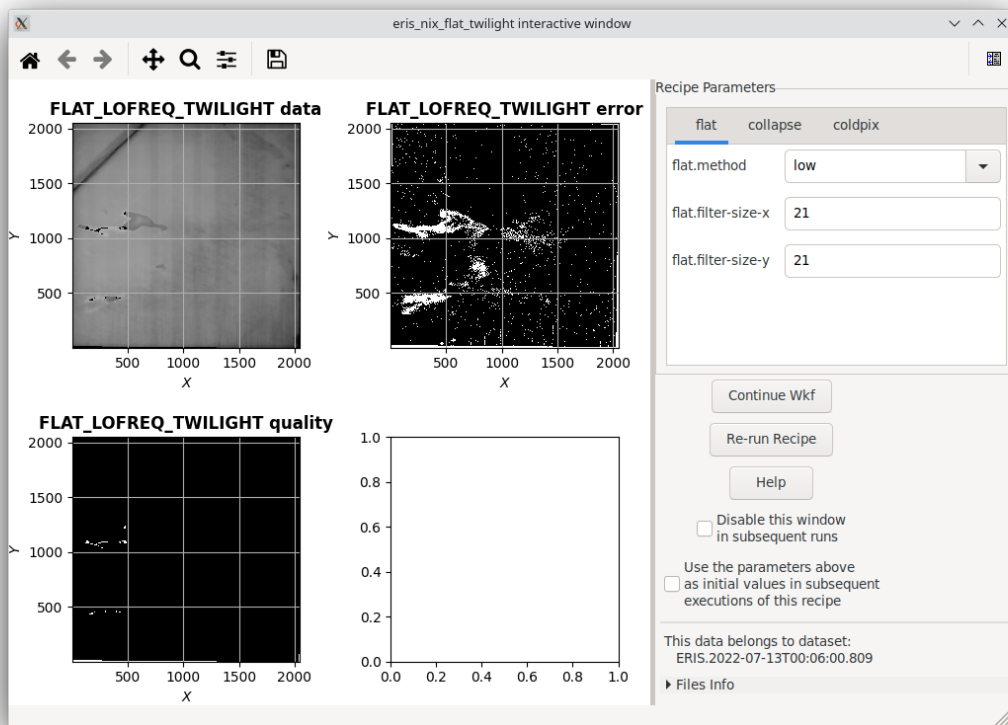 eris_nix_flat_twilight interactive window
FLAT_LOFREQ_TWILIGHT data
2000
1500
1000
500
Y
500 1000 1500 2000
X
FLAT_LOFREQ_TWILIGHT error
2000
1500
1000
500
Y
500 1000 1500 2000
X
FLAT_LOFREQ_TWILIGHT quality
2000
1500
1000
500
Y
500 1000 1500 2000
X
1.0
0.8
0.6
0.4
0.2
0.0
0.0 0.2 0.4 0.6 0.8 1.0
Recipe Parameters
flat collapse coldpix
flat.method low
flat.filter-size-x 21
flat.filter-size-y 21
Continue Wkf
Re-run Recipe
Help
Disable this window
in subsequent runs
Use the parameters above
as initial values in subsequent
executions of this recipe
This data belongs to dataset:
ERIS.2022-07-13T00:06:00.809
Files Info